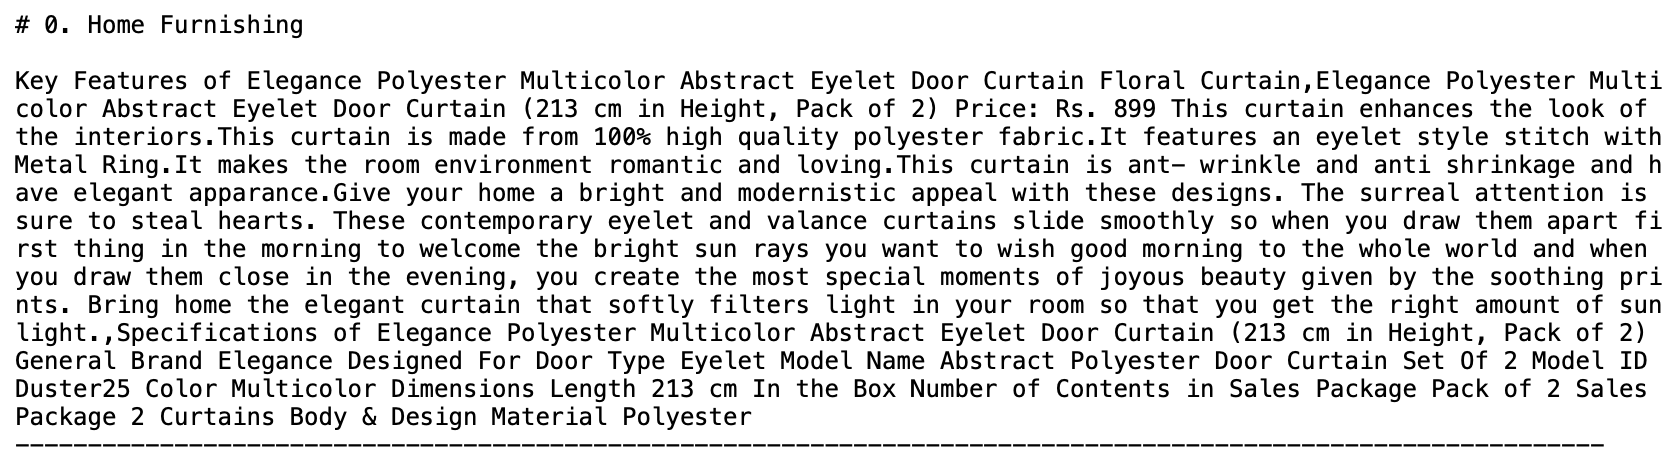 # 0. Home Furnishing
Key Features of Elegance Polyester Multicolor Abstract Eyelet Door Curtain Floral Curtain,Elegance Polyester Multi
color Abstract Eyelet Door Curtain (213 cm in Height, Pack of 2) Price: Rs. 899 This curtain enhances the look of
the interiors.This curtain is made from 100% high quality polyester fabric.It features an eyelet style stitch with
Metal Ring.It makes the room environment romantic and loving.This curtain is ant- wrinkle and anti shrinkage and h
ave elegant apparance.Give your home a bright and modernistic appeal with these designs. The surreal attention is
sure to steal hearts. These contemporary eyelet and valance curtains slide smoothly so when you draw them apart fi
rst thing in the morning to welcome the bright sun rays you want to wish good morning to the whole world and when
you draw them close in the evening, you create the most special moments of joyous beauty given by the soothing pri
nts. Bring home the elegant curtain that softly filters light in your room so that you get the right amount of sun
light.,Specifications of Elegance Polyester Multicolor Abstract Eyelet Door Curtain (213 cm in Height, Pack of 2)
General Brand Elegance Designed For Door Type Eyelet Model Name Abstract Polyester Door Curtain Set Of 2 Model ID
Duster25 Color Multicolor Dimensions Length 213 cm In the Box Number of Contents in Sales Package Pack of 2 Sales
Package 2 Curtains Body & Design Material Polyester
--------------------------------------------------------------------------------------------------------------